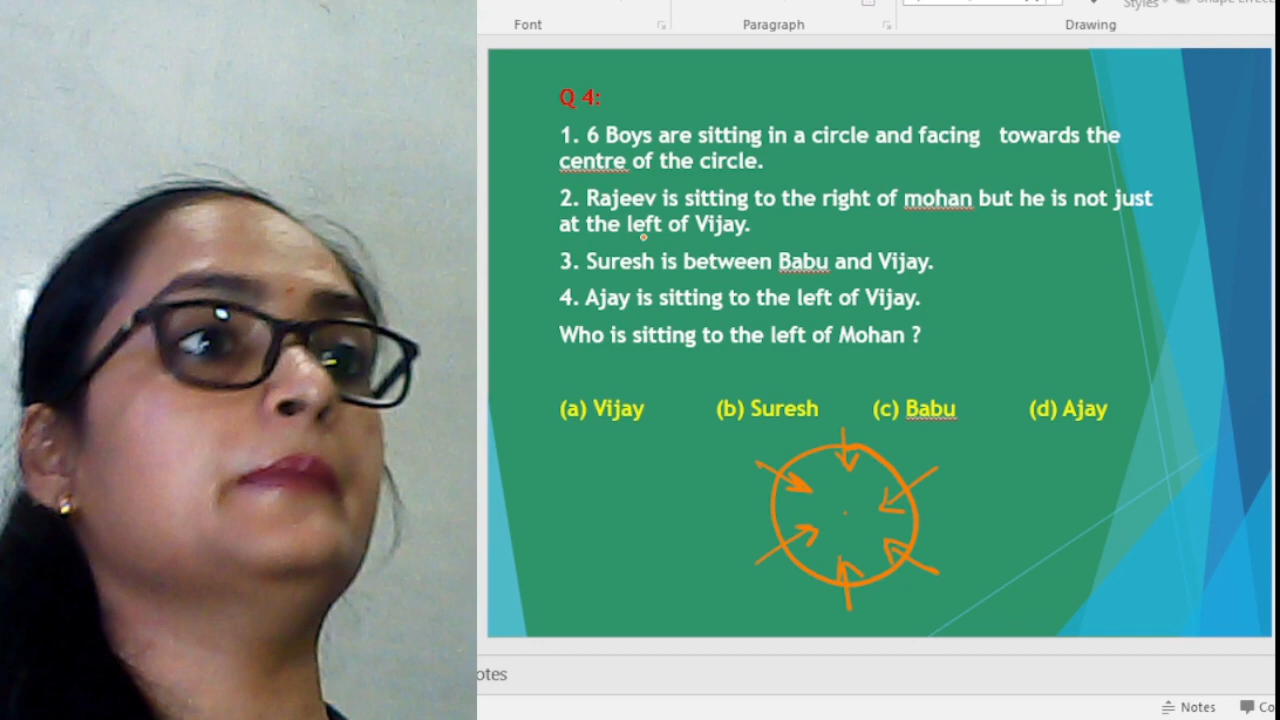 Font
Paragraph
Drawing
Styles
Q 4:
1. 6 Boys are sitting in a circle and facing towards the
centre of the circle.
2. Rajeev is sitting to the right of mohan but he is not just
at the left of Vijay.
3. Suresh is between Babu and Vijay.
4. Ajay is sitting to the left of Vijay.
Who is sitting to the left of Mohan ?
(a) Vijay (b) Suresh (c) Babu (d) Ajay
otes
Notes Co